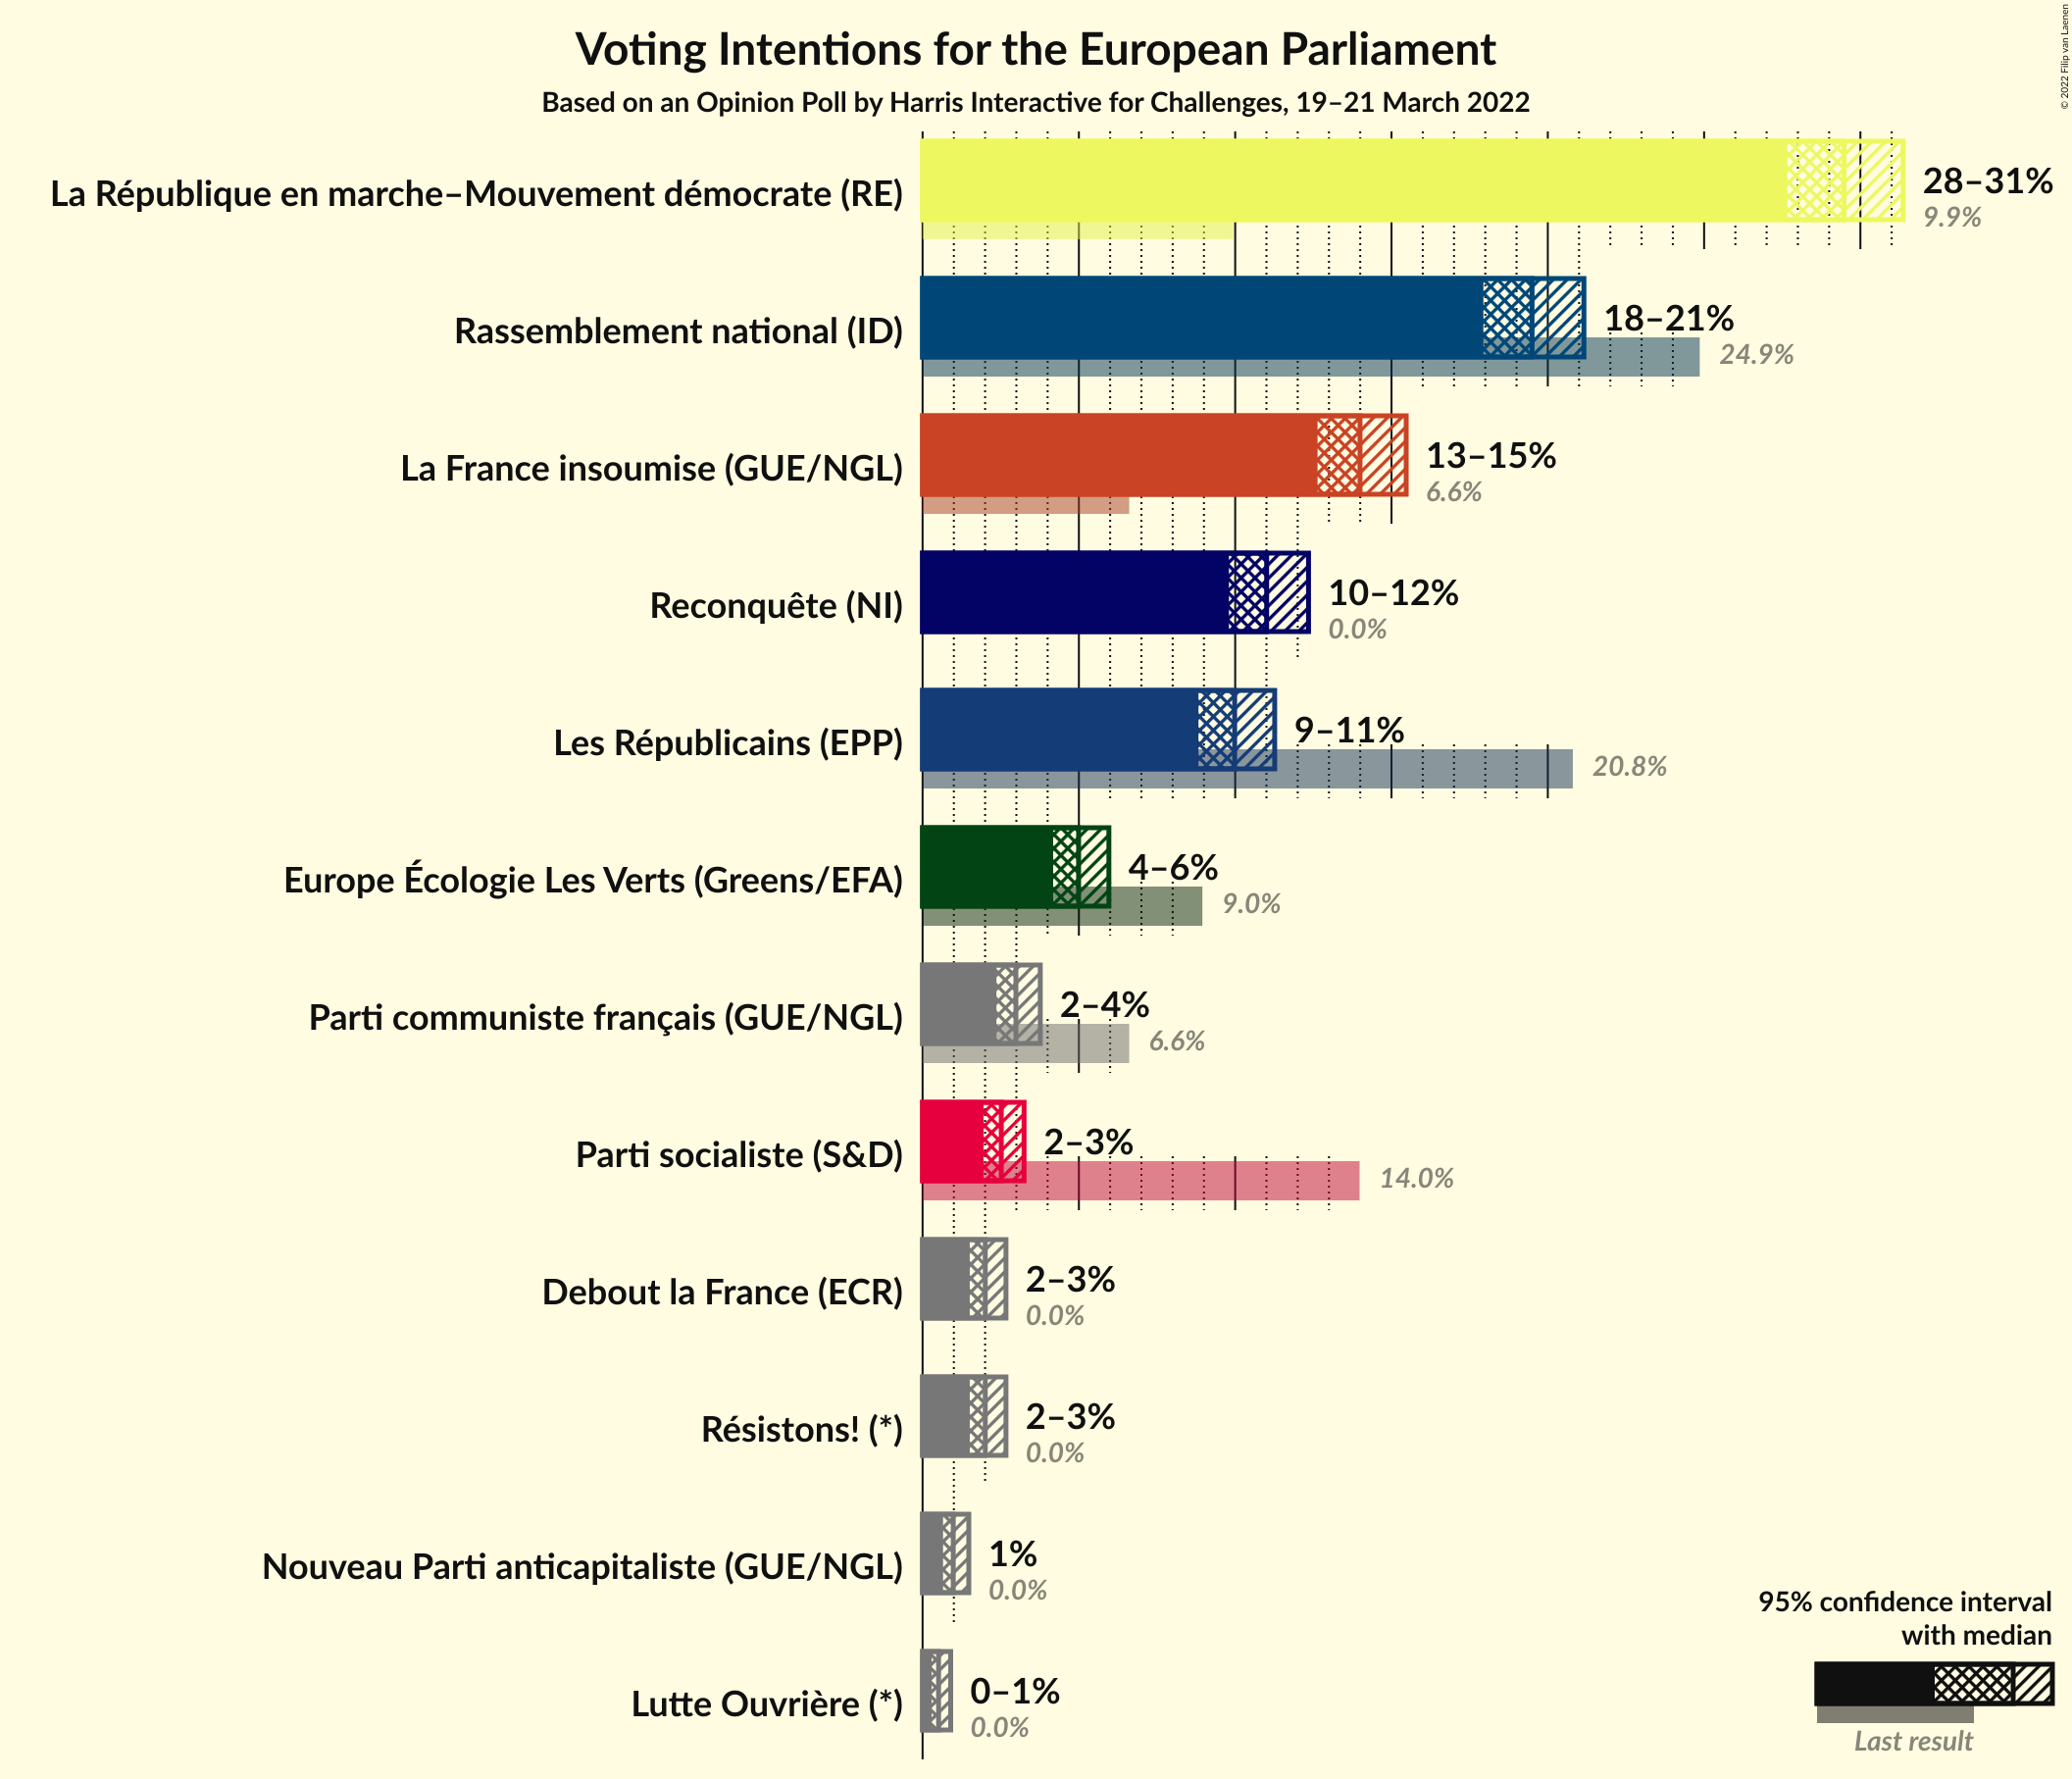 Voting Intentions for the European Parliament
Based on an Opinion Poll by Harris Interactive for Challenges, 19–21 March 2022
© 2022 Filip van Laenen
La République en marche–Mouvement démocrate (RE)
28–31%
9.9%
Rassemblement national (ID)
18–21%
24.9%
La France insoumise (GUE/NGL)
13–15%
6.6%
Reconquête (NI)
10–12%
0.0%
Les Républicains (EPP)
9–11%
20.8%
Europe Écologie Les Verts (Greens/EFA)
4–6%
9.0%
Parti communiste français (GUE/NGL)
2–4%
6.6%
Parti socialiste (S&D)
2–3%
14.0%
Debout la France (ECR)
2–3%
0.0%
Résistons! (*)
2–3%
0.0%
Nouveau Parti anticapitaliste (GUE/NGL)
1%
0.0%
Lutte Ouvrière (*)
0–1%
0.0%
95% confidence interval
with median
Last result